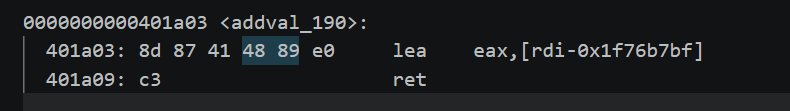 0000000000401a03 <addval_190>:
401a03: 8d 87 41 48 89 e0 lea eax,[rdi-0x1f76b7bf]
401a09: c3 ret